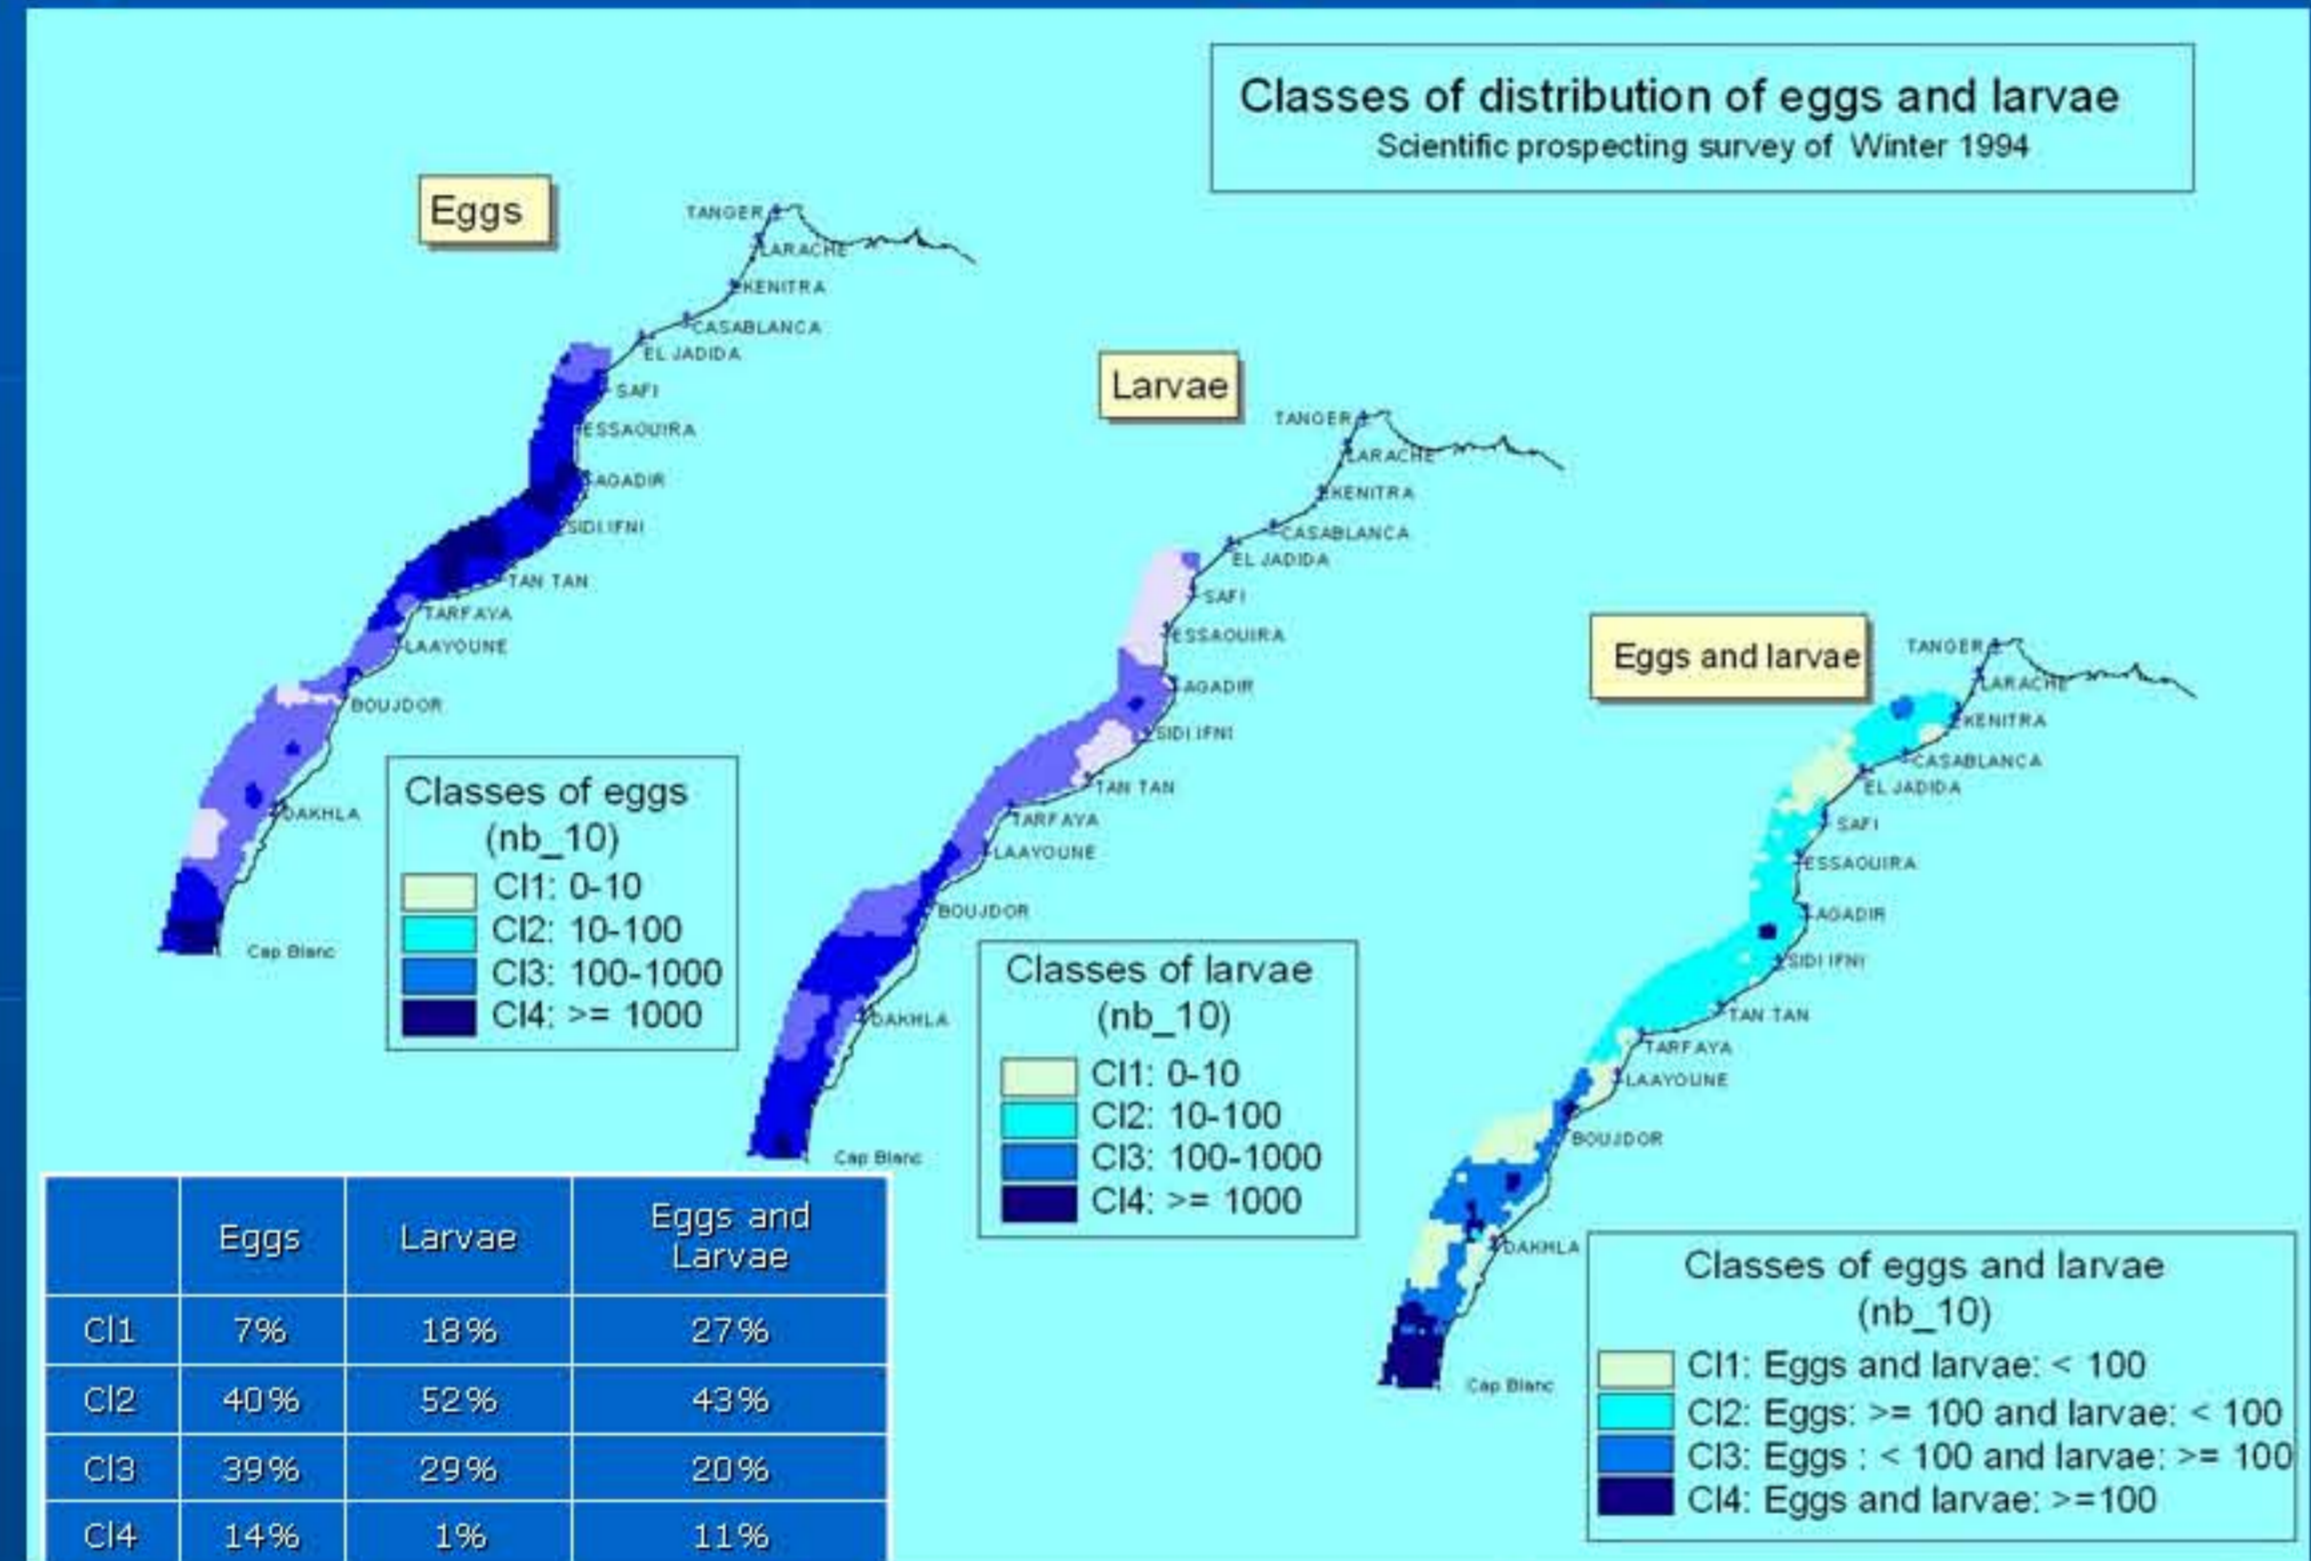 Classes of distribution of eggs and larvae
Scientific prospecting survey of Winter 1994
Eggs
TANGER
LARACHE
KENITRA
CASABLANCA
EL JADIDA
SAFI
ESSAOUIRA
AGADIR
SIDI IFNI
TAN TAN
TARFAYA
LAAYOUNE
BOUJDOR
DAKHLA
Cap Blanc
Classes of eggs
(nb_10)
Cl1: 0-10
Cl2: 10-100
Cl3: 100-1000
Cl4: >= 1000
Larvae
TANGER
LARACHE
KENITRA
CASABLANCA
EL JADIDA
SAFI
ESSAOUIRA
AGADIR
SIDI IFNI
TAN TAN
TARFAYA
LAAYOUNE
BOUJDOR
DAKHLA
Cap Blanc
Classes of larvae
(nb_10)
Cl1: 0-10
Cl2: 10-100
Cl3: 100-1000
Cl4: >= 1000
Eggs and larvae
TANGER
LARACHE
KENITRA
CASABLANCA
EL JADIDA
SAFI
ESSAOUIRA
AGADIR
SIDI IFNI
TAN TAN
TARFAYA
LAAYOUNE
BOUJDOR
DAKHLA
Cap Blanc
Classes of eggs and larvae
(nb_10)
Cl1: Eggs and larvae: < 100
Cl2: Eggs: >= 100 and larvae: < 100
Cl3: Eggs : < 100 and larvae: >= 100
Cl4: Eggs and larvae: >=100
Eggs Larvae Eggs and
Larvae
Cl1 7% 18% 27%
Cl2 40% 52% 43%
Cl3 39% 29% 20%
Cl4 14% 1% 11%